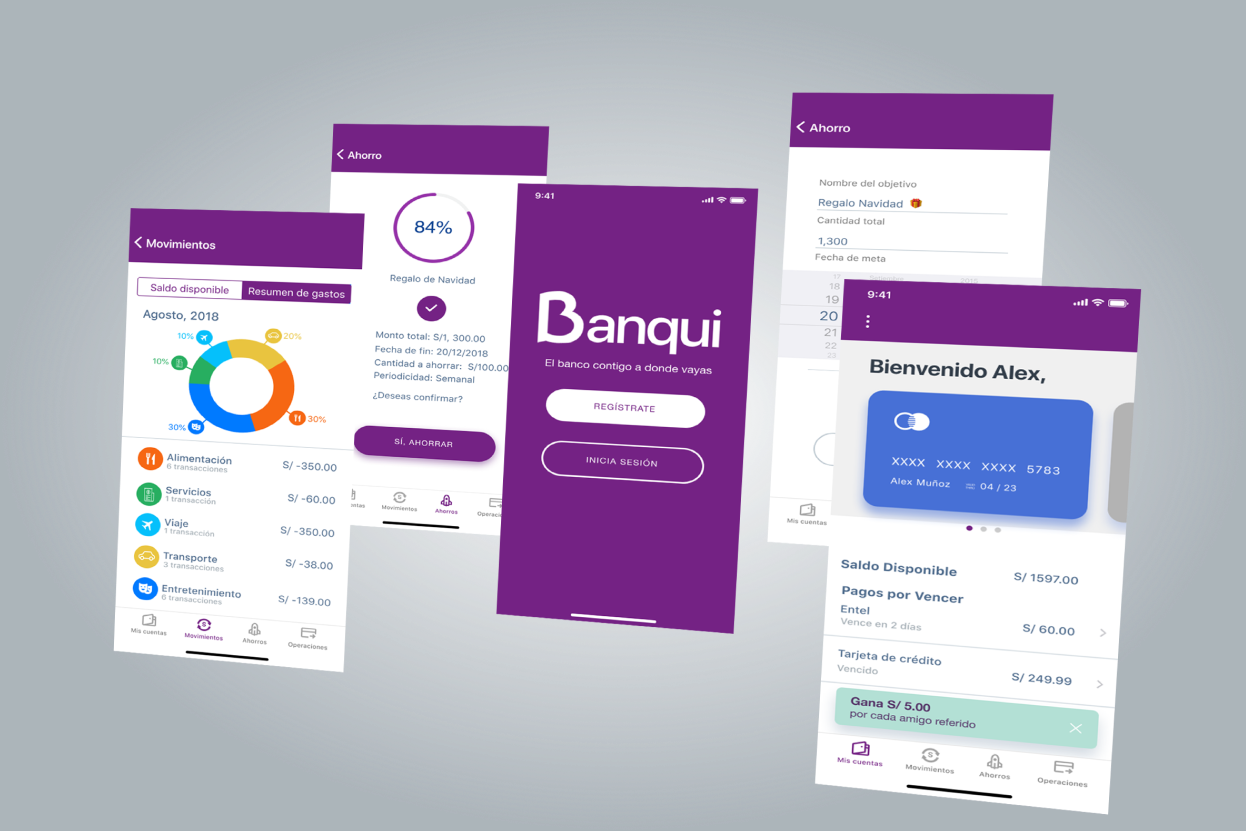 Movimientos
Saldo disponible
Resumen de gastos
Agosto, 2018
10%
20%
10%
30%
30%
Alimentación
6 transacciones
S/ -350.00
Servicios
1 transacción
S/ -60.00
Viaje
1 transacción
S/ -350.00
Transporte
3 transacciones
S/ -38.00
Entretenimiento
6 transacciones
S/ -139.00
Mis cuentas
Movimientos
Ahorros
Operaciones
Ahorro
84%
Regalo de Navidad
Monto total: S/1, 300.00
Fecha de fin: 20/12/2018
Cantidad a ahorrar: S/100.00
Periodicidad: Semanal
¿Deseas confirmar?
SÍ, AHORRAR
Movimientos
Ahorros
9:41
Banqui
El banco contigo a donde vayas
REGÍSTRATE
INICIA SESIÓN
Ahorro
Nombre del objetivo
Regalo Navidad 🎁
Cantidad total
1,300
Fecha de meta
17
18
19
20
21
22
Mis cuentas
9:41
Bienvenido Alex,
XXXX XXXX XXXX 5783
Alex Muñoz
04 / 23
Saldo Disponible
S/ 1597.00
Pagos por Vencer
Entel
Vence en 2 días
S/ 60.00
Tarjeta de crédito
Vencido
S/ 249.99
Gana S/ 5.00
por cada amigo referido
Mis cuentas
Movimientos
Ahorros
Operaciones